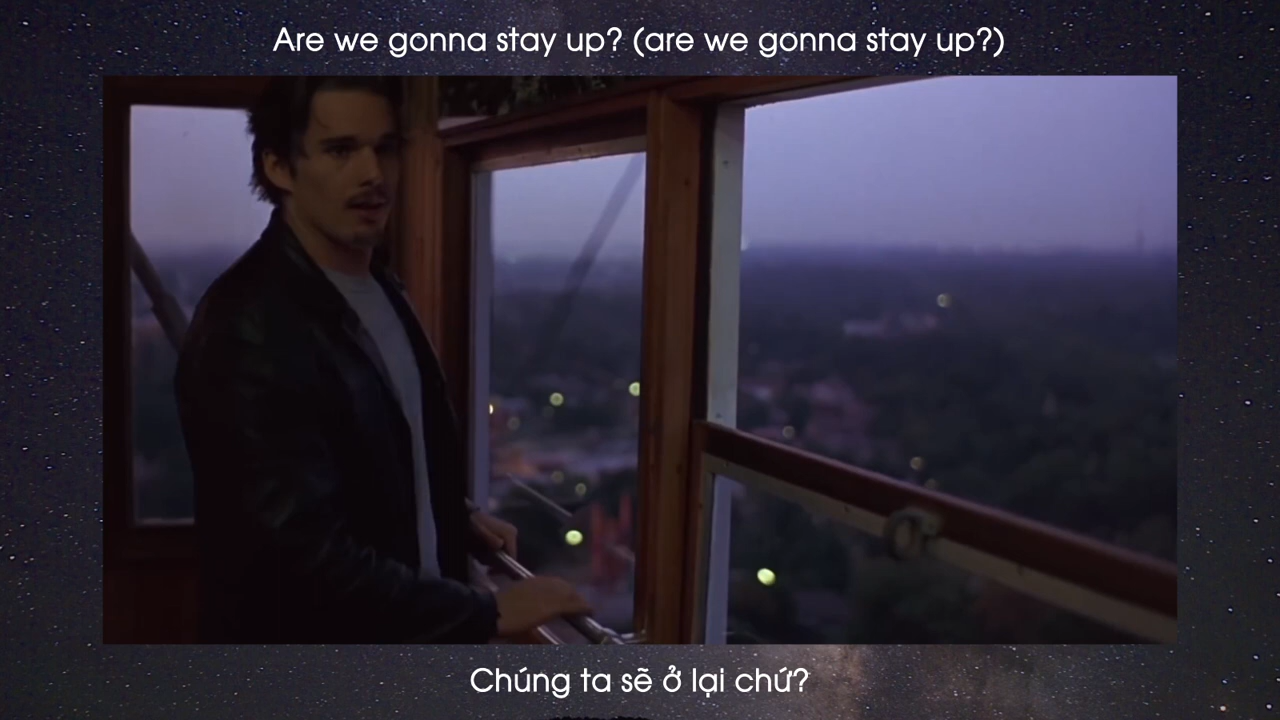 Are we gonna stay up? (are we gonna stay up?)
Chúng ta sẽ ở lại chứ?